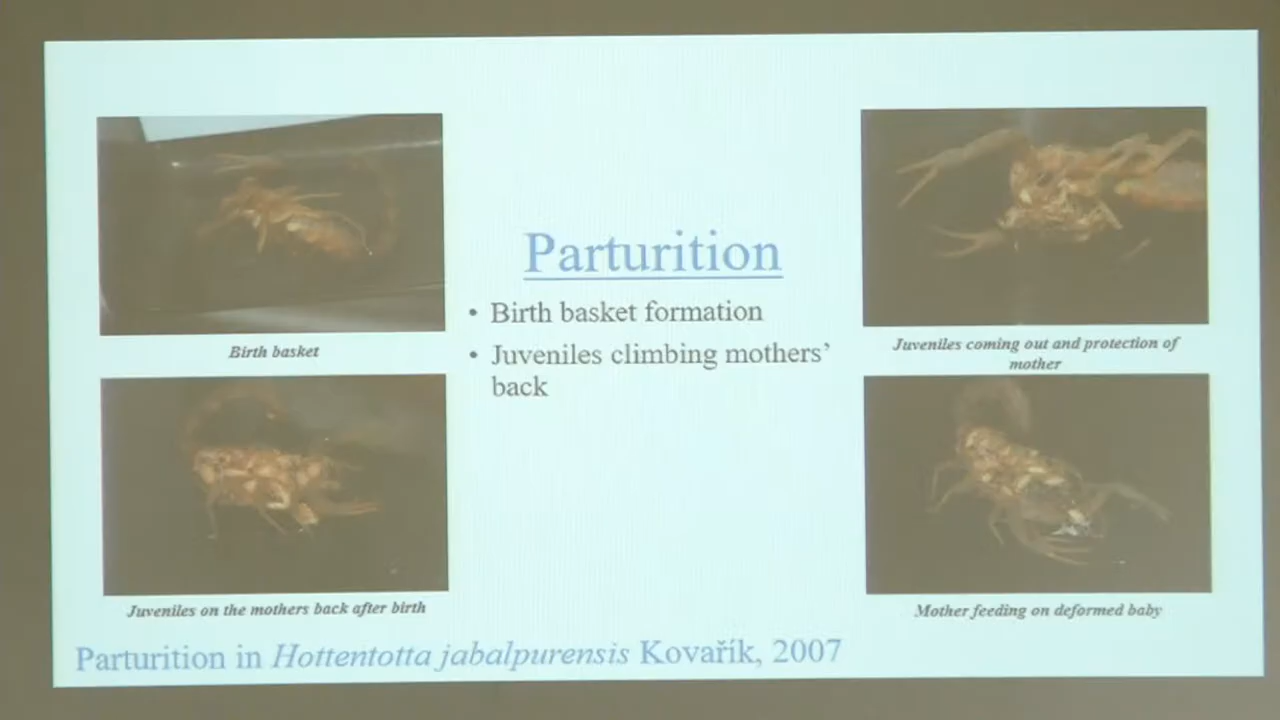 Parturition
• Birth basket formation
• Juveniles climbing mothers’
back
Birth basket
Juveniles coming out and protection of
mother
Juveniles on the mothers back after birth
Mother feeding on deformed baby
Parturition in Hottentotta jabalpurensis Kovařík, 2007